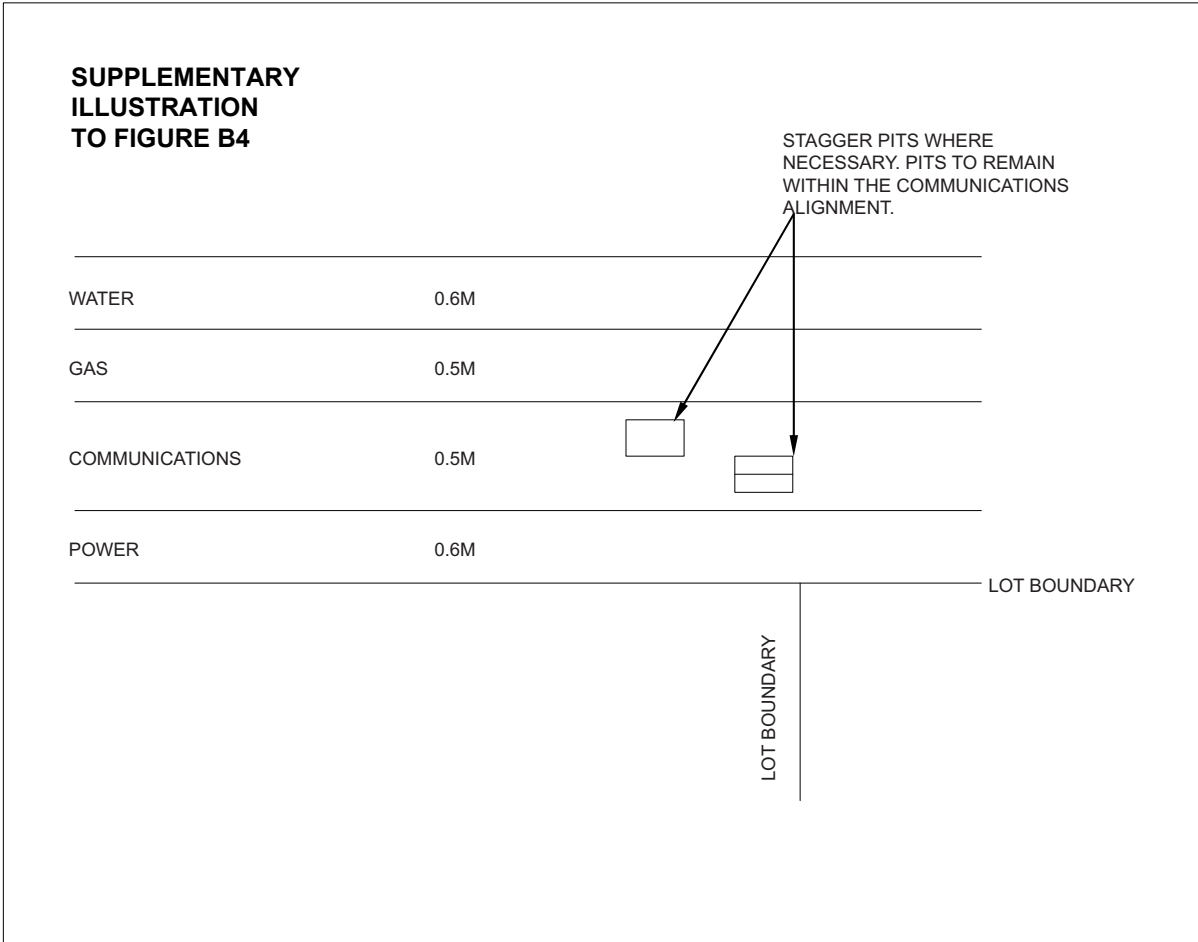 SUPPLEMENTARY
ILLUSTRATION
TO FIGURE B4
STAGGER PITS WHERE
NECESSARY. PITS TO REMAIN
WITHIN THE COMMUNICATIONS
ALIGNMENT.
WATER 0.6M
GAS 0.5M
COMMUNICATIONS 0.5M
POWER 0.6M
LOT BOUNDARY
LOT BOUNDARY